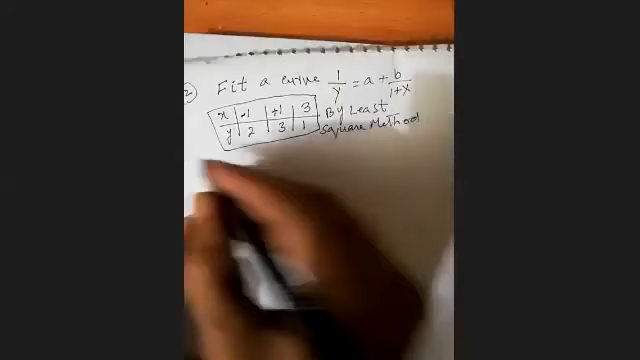 2 Fit a curve 1/y = a + b/1+x
x | -1 | +1 | 3 By Least
y | 2 | 3 | 1 Square Method